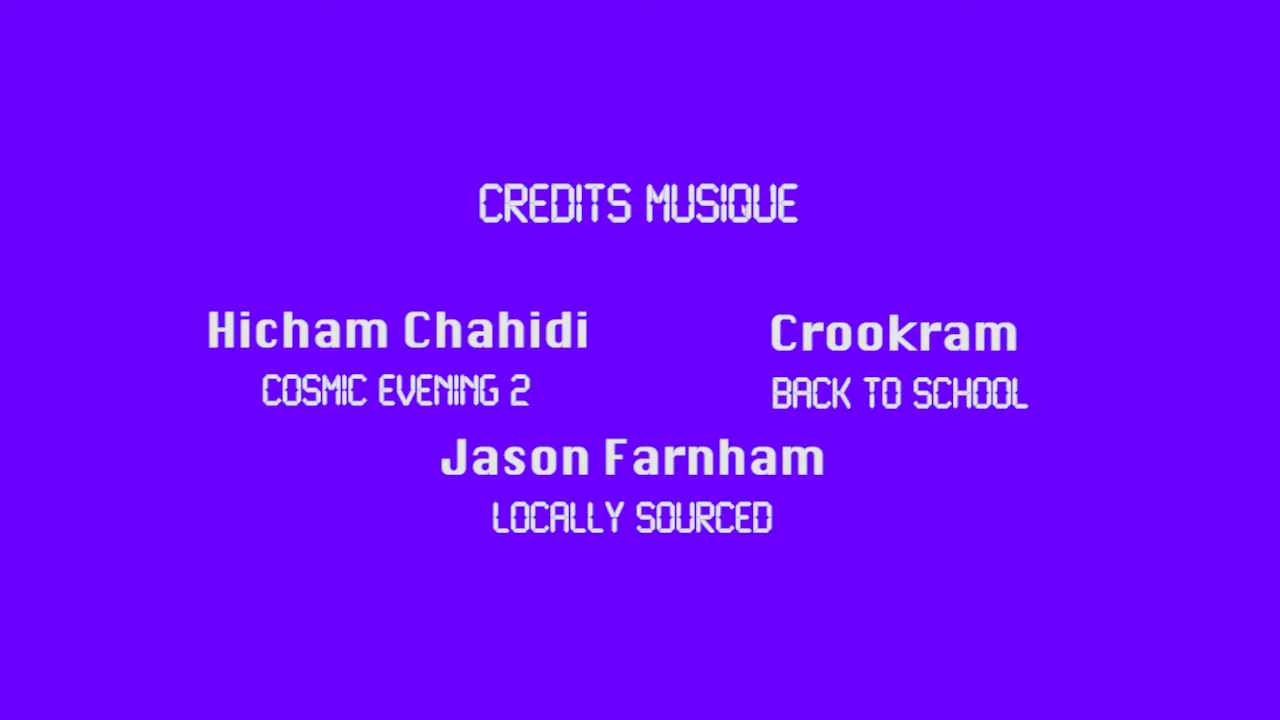 CREDITS MUSIQUE
Hicham Chahidi
COSMIC EVENING 2
Crookram
BACK TO SCHOOL
Jason Farnham
LOCALLY SOURCED